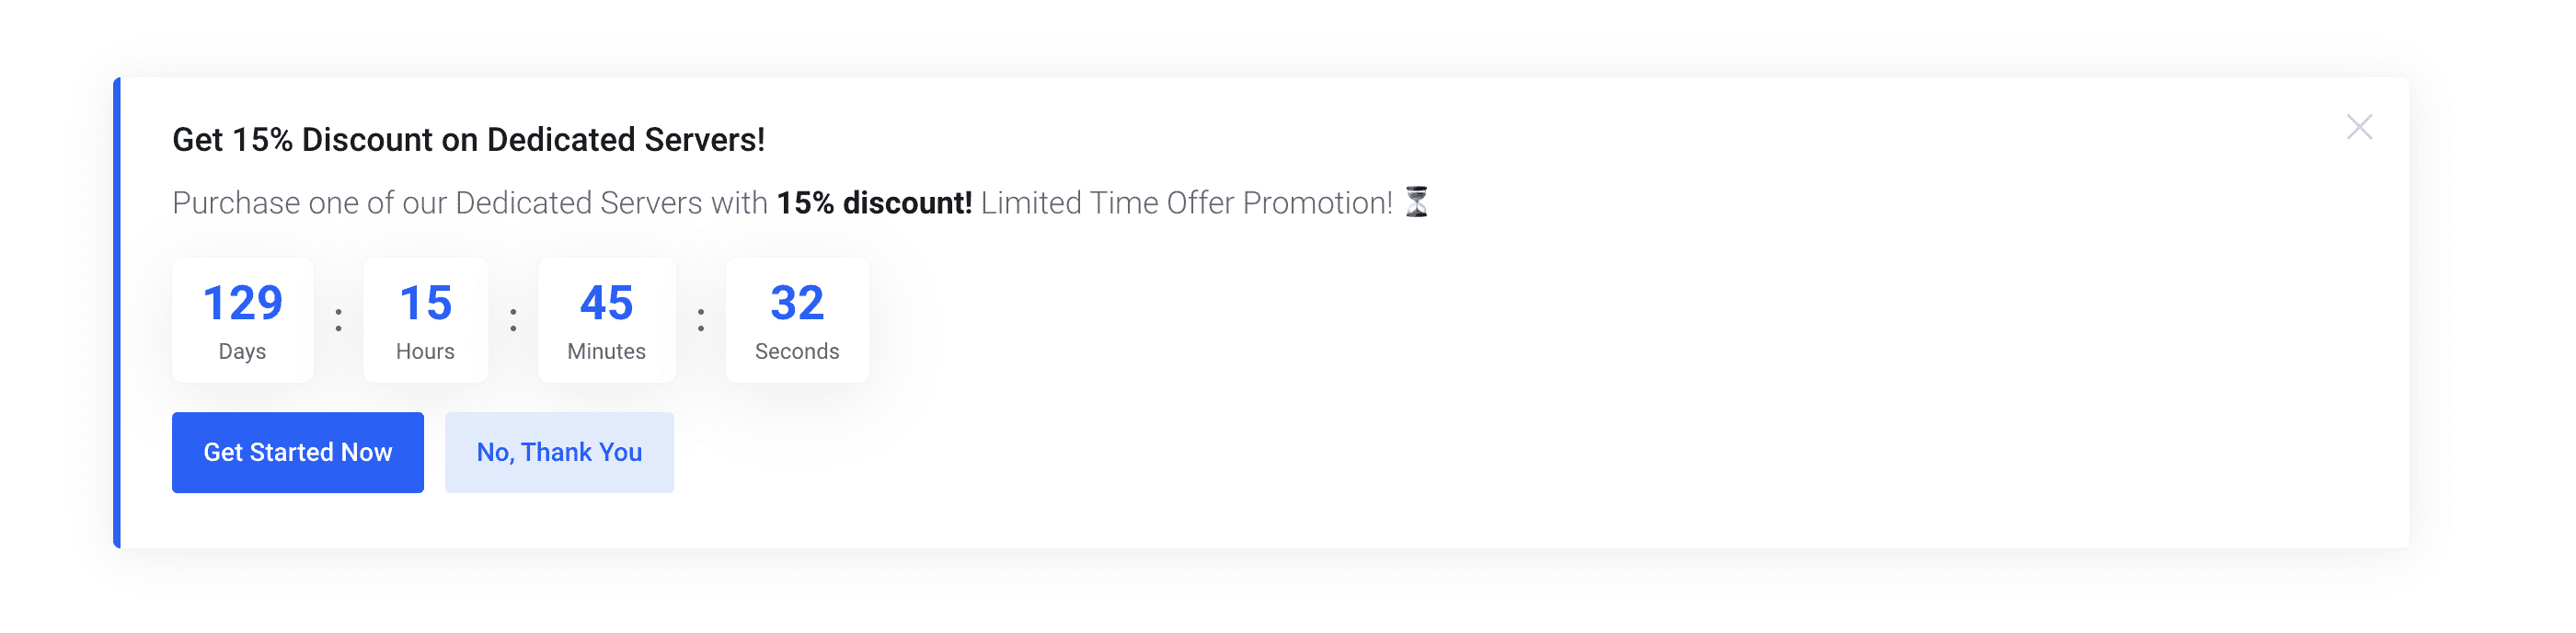 Get 15% Discount on Dedicated Servers!
Purchase one of our Dedicated Servers with 15% discount! Limited Time Offer Promotion! ⏳
129 : 15 : 45 : 32
Days Hours Minutes Seconds
Get Started Now No, Thank You